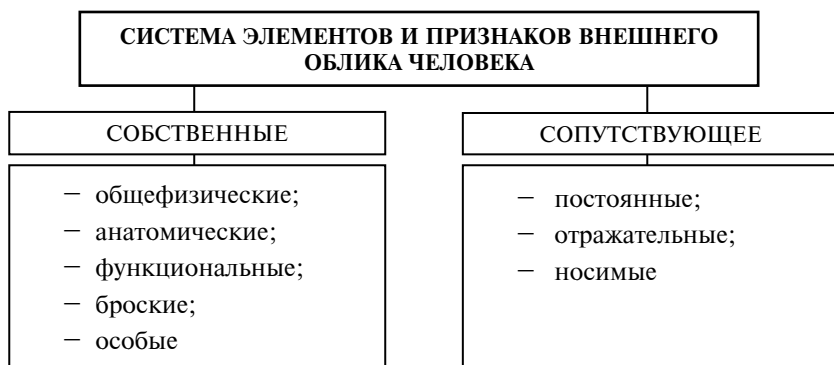 СИСТЕМА ЭЛЕМЕНТОВ И ПРИЗНАКОВ ВНЕШНЕГО
ОБЛИКА ЧЕЛОВЕКА
СОБСТВЕННЫЕ
— общефизические;
— анатомические;
— функциональные;
— броские;
— особые
СОПУТСТВУЮЩЕЕ
— постоянные;
— отражательные;
— носимые